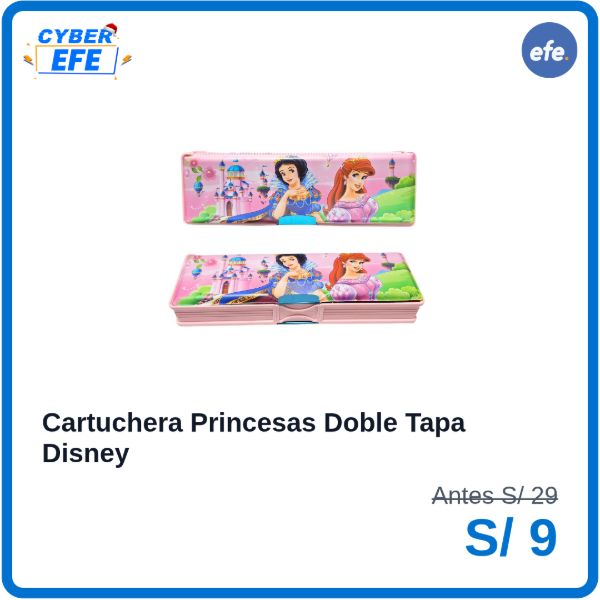 CYBER
EFE
efe.
Cartuchera Princesas Doble Tapa
Disney
Antes S/ 29
S/ 9